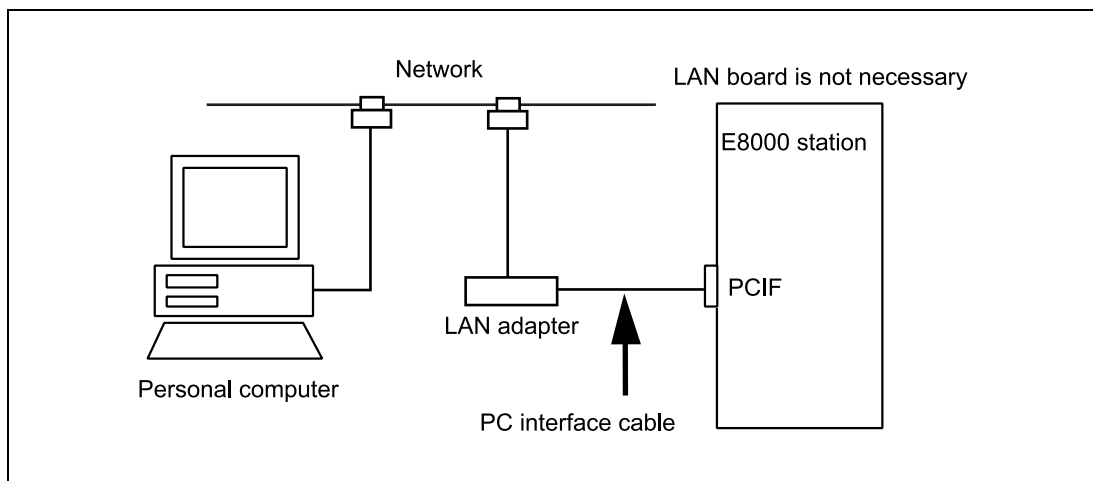 Network
LAN board is not necessary
E8000 station
PCIF
LAN adapter
Personal computer
PC interface cable